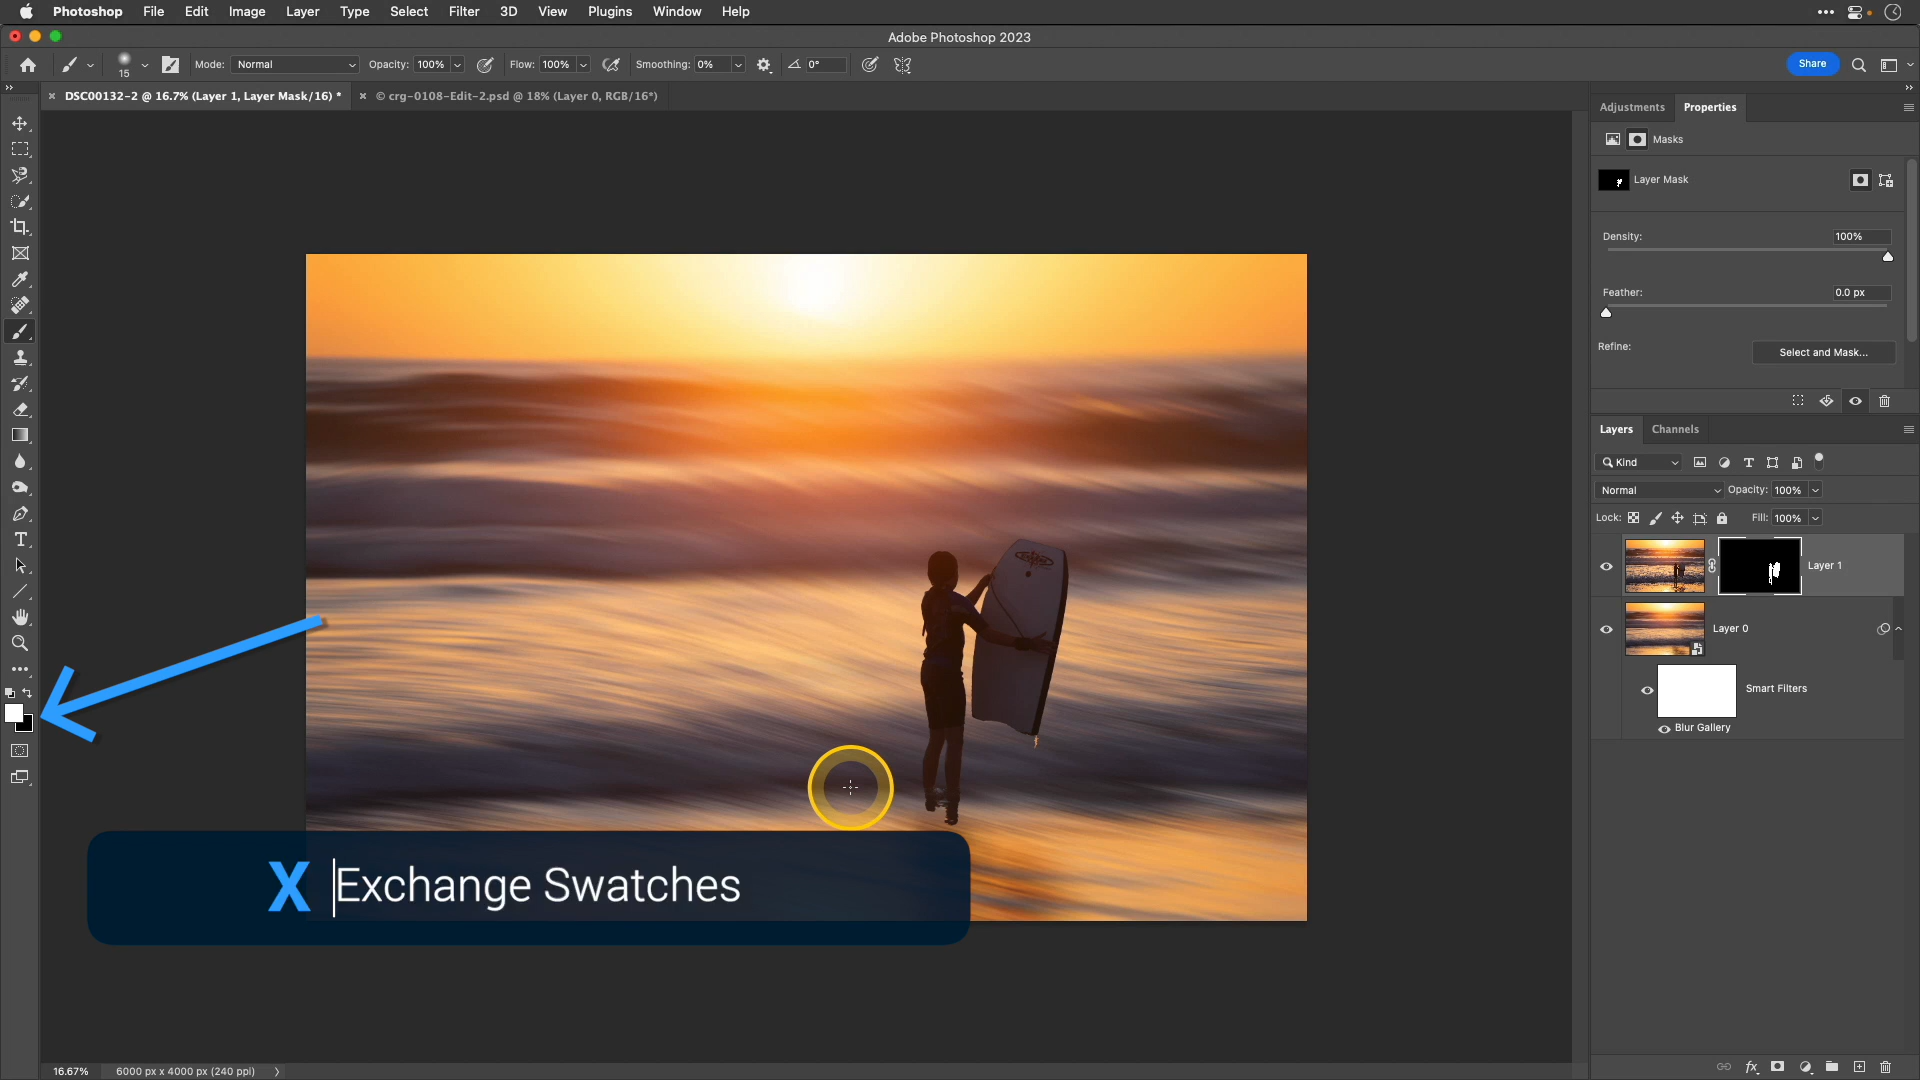 Photoshop File Edit Image Layer Type Select Filter 3D View Plugins Window Help
Adobe Photoshop 2023
15 Mode: Normal Opacity: 100% Flow: 100% Smoothing: 0% 0° Share
DSC00132-2 @ 16.7% (Layer 1, Layer Mask/16) * © crg-0108-Edit-2.psd @ 18% (Layer 0, RGB/16*)
Adjustments Properties
Masks
Layer Mask
Density: 100%
Feather: 0.0 px
Refine: Select and Mask...
Layers Channels
Kind
Normal Opacity: 100%
Lock: Fill: 100%
Layer 1
Layer 0
Smart Filters
Blur Gallery
X Exchange Swatches
16.67% 6000 px x 4000 px (240 ppi)